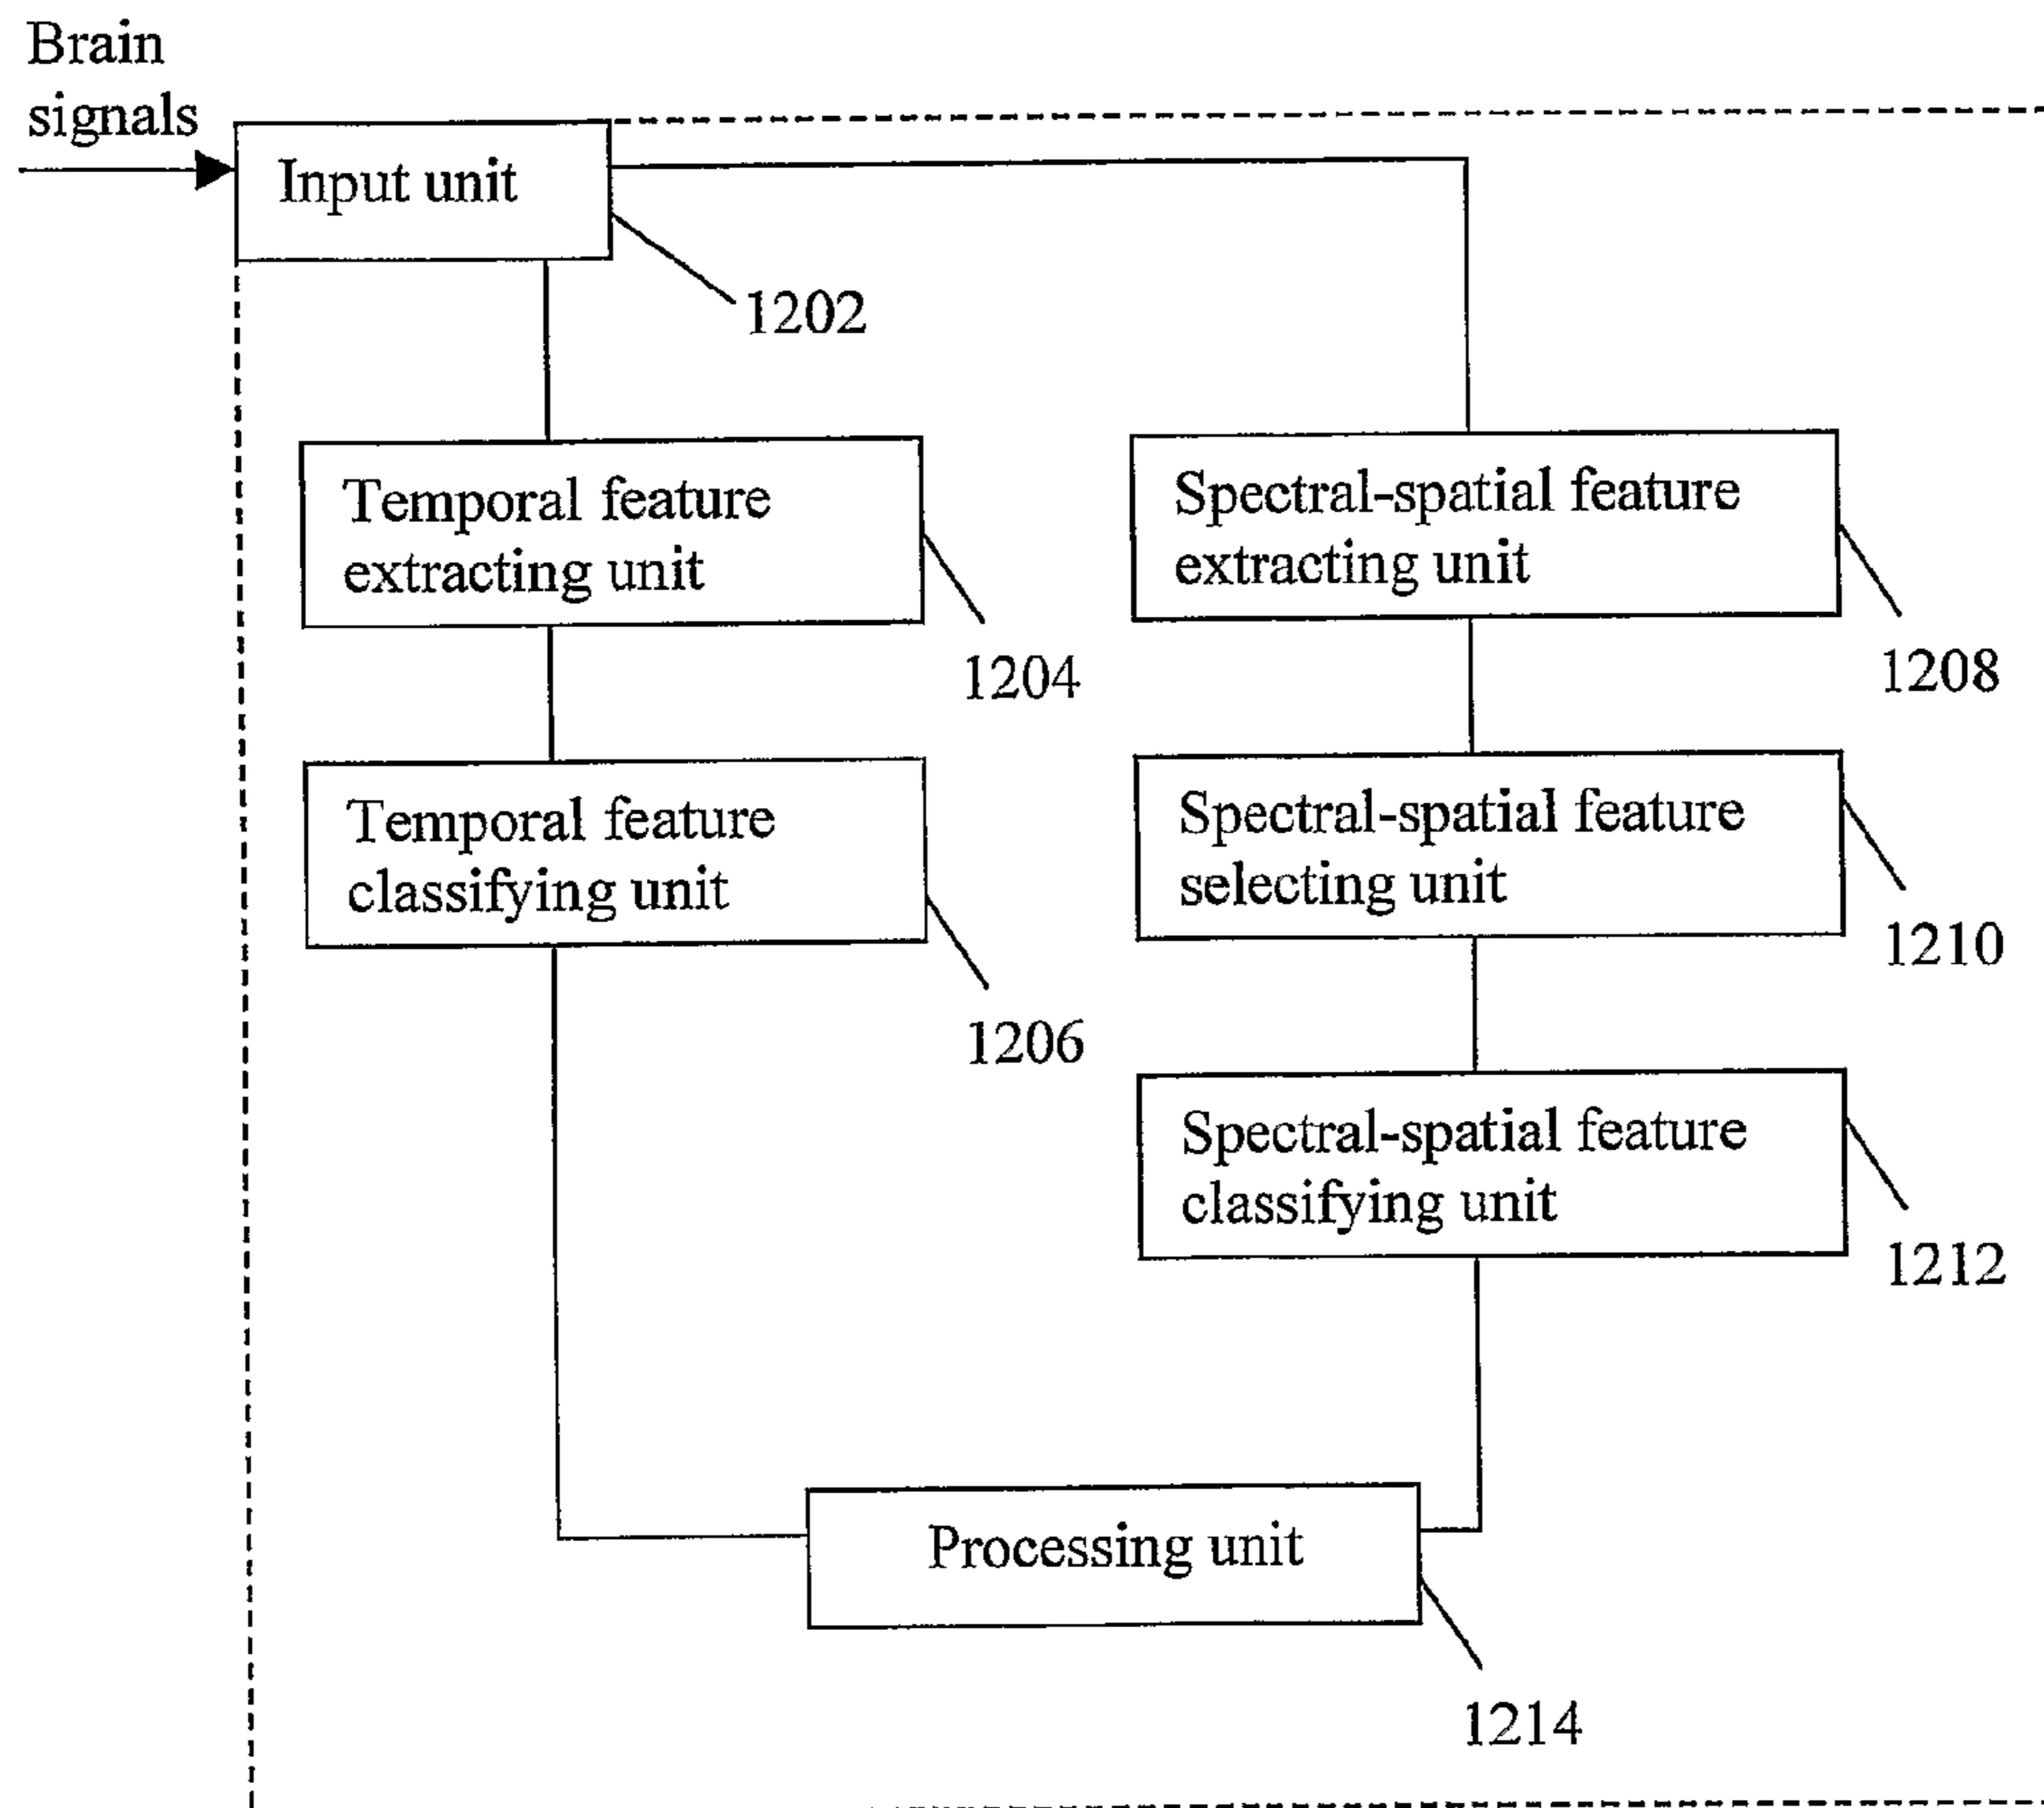 Brain
signals
Input unit
1202
Temporal feature
extracting unit
1204
Spectral-spatial feature
extracting unit
1208
Temporal feature
classifying unit
1206
Spectral-spatial feature
selecting unit
1210
Spectral-spatial feature
classifying unit
1212
Processing unit
1214